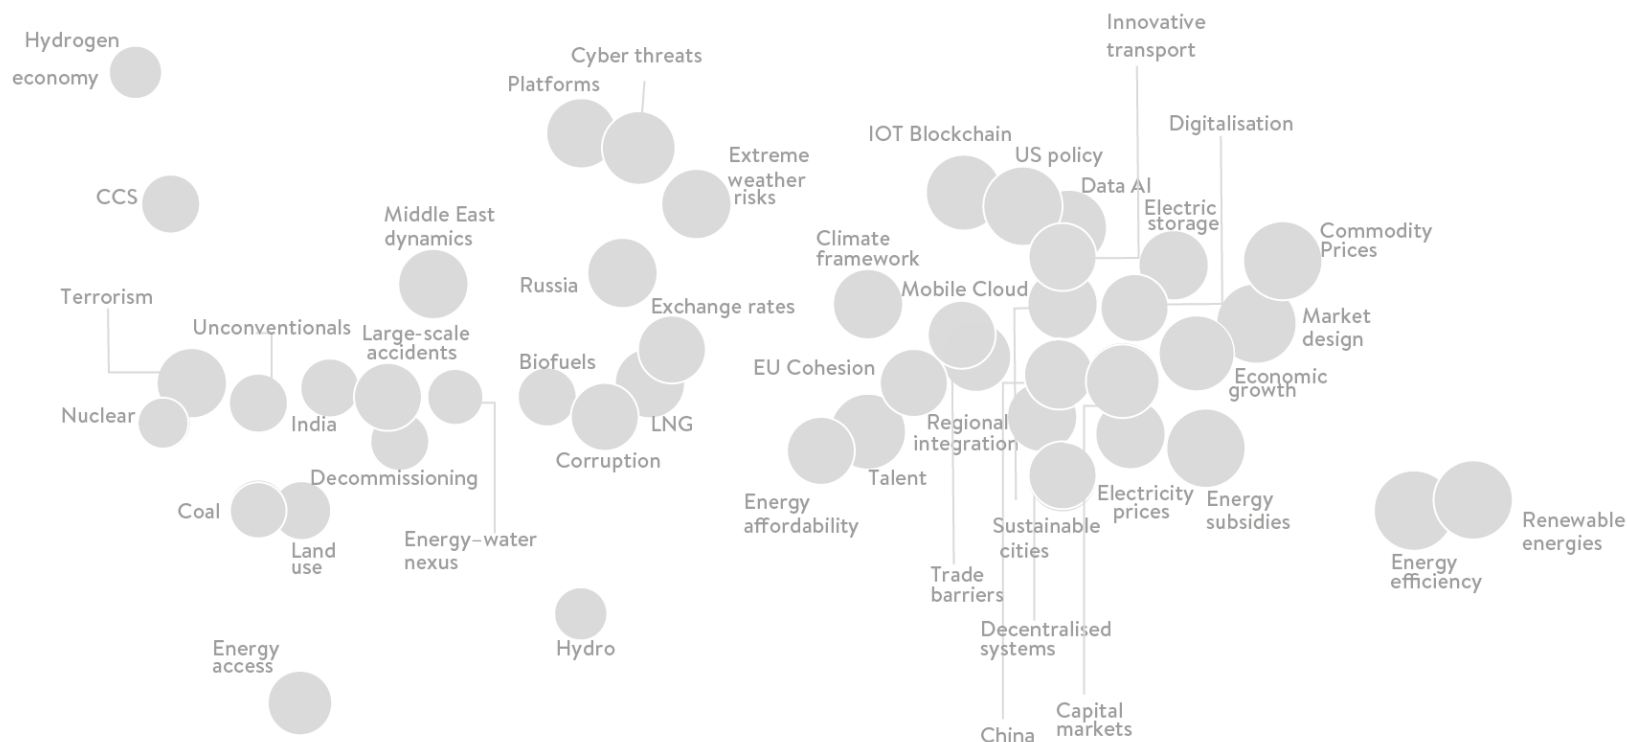 Hydrogen
economy
CCS
Terrorism
Nuclear
Unconventionals
India
Coal
Land
use
Energy
access
Middle East
dynamics
Large-scale
accidents
Decommissioning
Energy–water
nexus
Cyber threats
Platforms
Extreme
weather
risks
Russia
Exchange rates
Biofuels
LNG
Corruption
Hydro
Innovative
transport
Digitalisation
IOT Blockchain
US policy
Data AI
Electric
storage
Commodity
Prices
Climate
framework
Mobile Cloud
Market
design
EU Cohesion
Economic
growth
Regional
integration
Talent
Energy
affordability
Electricity
prices
Energy
subsidies
Sustainable
cities
Trade
barriers
Decentralised
systems
China
Capital
markets
Renewable
energies
Energy
efficiency